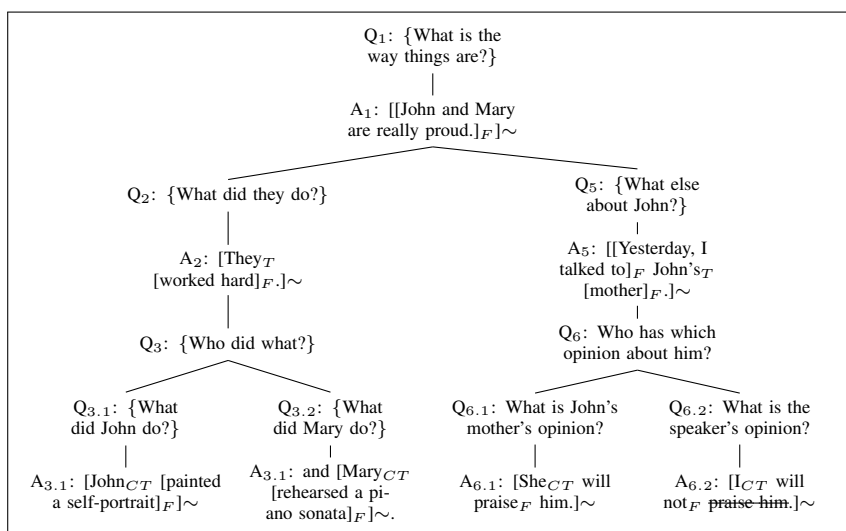 Q1: {What is the
way things are?}
A1: [[John and Mary
are really proud.]F]∼
Q2: {What did they do?}
Q5: {What else
about John?}
A2: [TheyT
[worked hard]F.]∼
A5: [[Yesterday, I
talked to]F John'sT
[mother]F.]∼
Q3: {Who did what?}
Q6: Who has which
opinion about him?
Q3.1: {What
did John do?}
Q3.2: {What
did Mary do?}
Q6.1: What is John's
mother's opinion?
Q6.2: What is the
speaker's opinion?
A3.1: [JohnCT [painted
a self-portrait]F]∼
A3.1: and [MaryCT
[rehearsed a pi-
ano sonata]F]∼.
A6.1: [SheCT will
praiseF him.]∼
A6.2: [ICT will
notF praise him.]∼